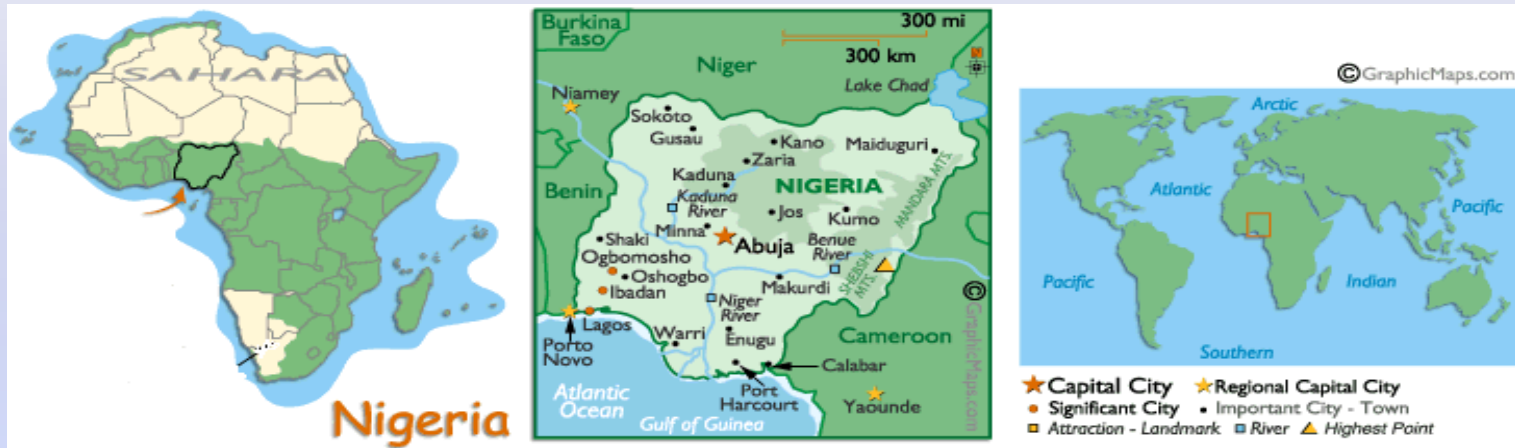 SAHARA
Nigeria
Burkina
Faso
300 mi
300 km
N
Niger
Lake Chad
Niamey
Sokoto
Gusau
Kano
Zaria
Maiduguri
Kaduna
Kaduna
River
NIGERIA
MANDARA MTS.
Benin
Jos
Kumo
Minna
Abuja
Benue
River
Shaki
Ogbomosho
Oshogbo
Ibadan
SHEBSHI
MTS.
Makurdi
Niger
River
Lagos
Porto
Novo
Warri
Enugu
Cameroon
Calabar
Port
Harcourt
Atlantic
Ocean
Gulf of Guinea
Yaounde
©GraphicMaps.com
©GraphicMaps.com
Arctic
Atlantic
Pacific
Pacific
Indian
Southern
Capital City
Regional Capital City
Significant City
Important City - Town
Attraction - Landmark
River
Highest Point